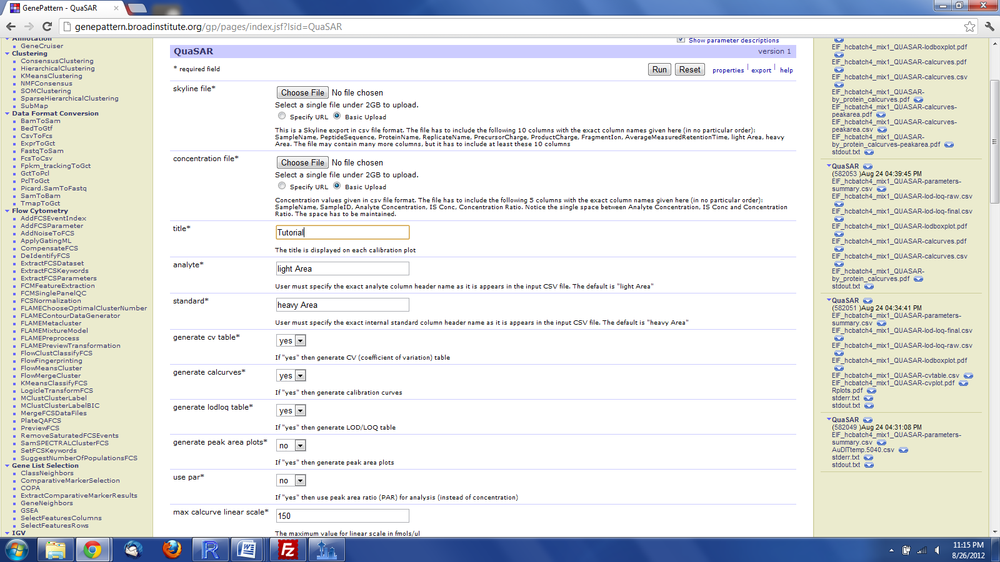 GenePattern - QuaSAR
genepattern.broadinstitute.org/gp/pages/index.jsf?lsid=QuaSAR
Annotation
GeneCruiser
Clustering
ConsensusClustering
HierarchicalClustering
KMeansClustering
NMFConsensus
SOMClustering
SparseHierarchicalClustering
SubMap
Data Format Conversion
BamToSam
BedToGtf
CsvToFcs
ExprToGct
FastqToSam
FcsToCsv
Fpkm_trackingToGct
GctToPcl
PclToGct
Picard.SamToFastq
SamToBam
TmapToGct
Flow Cytometry
AddFCSEventIndex
AddFCSParameter
AddNoiseToFCS
ApplyGatingML
CompensateFCS
DeIdentifyFCS
ExtractFCSDataset
ExtractFCSKeywords
ExtractFCSParameters
FCMFeatureExtraction
FCMSinglePanelQC
FCSNormalization
FLAMEChooseOptimalClusterNumber
FLAMEContourDataGenerator
FLAMEMetacluster
FLAMEMixtureModel
FLAMEPreprocess
FLAMEPreviewTransformation
FlowClustClassifyFCS
FlowFingerprinting
FlowMeansCluster
FlowMergeCluster
KMeansClassifyFCS
LogicleTransformFCS
MClustClusterLabel
MClustClusterLabelBIC
MergeFCSDataFiles
PlateQAFCS
PreviewFCS
RemoveSaturatedFCSEvents
SamSPECTRALClusterFCS
SetFCSKeywords
SuggestNumberOfPopulationsFCS
Gene List Selection
ClassNeighbors
ComparativeMarkerSelection
COPA
ExtractComparativeMarkerResults
GeneNeighbors
GSEA
SelectFeaturesColumns
SelectFeaturesRows
IGV
Show parameter descriptions
QuaSAR version 1
* required field Run Reset properties export help
skyline file* Choose File No file chosen
Select a single file under 2GB to upload.
Specify URL Basic Upload
This is a Skyline export in csv file format. The file has to include the following 10 columns with the exact column names given here (in no particular order):
SampleName, PeptideSequence, ProteinName, ReplicateName, PrecursorCharge, ProductCharge, FragmentIon, AverageMeasuredRetentionTime, light Area, heavy
Area. The file may contain many more columns, but it has to include at least these 10 columns
concentration file* Choose File No file chosen
Select a single file under 2GB to upload.
Specify URL Basic Upload
Concentration values given in csv file format. The file has to include the following 5 columns with the exact column names given here (in no particular order):
SampleName, SampleID, Analyte Concentration, IS Conc, Concentration Ratio. Notice the single space between Analyte Concentration, IS Conc and Concentration
Ratio. The space has to be maintained.
title* Tutorial
The title is displayed on each calibration plot
analyte* light Area
User must specify the exact analyte column header name as it is appears in the input CSV file. The default is "light Area"
standard* heavy Area
User must specify the exact internal standard column header name as it is appears in the input CSV file. The default is "heavy Area"
generate cv table* yes
If "yes" then generate CV (coefficient of variation) table
generate calcurves* yes
If "yes" then generate calibration curves
generate lodloq table* yes
If "yes" then generate LOD/LOQ table
generate peak area plots* no
If "yes" then generate peak area plots
use par* no
If "yes" then use peak area ratio (PAR) for analysis (instead of concentration)
max calcurve linear scale* 150
The maximum value for linear scale in fmols/ul
EIF_hcbatch4_mix1_QUASAR-lodboxplot.pdf
EIF_hcbatch4_mix1_QUASAR-calcurves.pdf
EIF_hcbatch4_mix1_QUASAR-calcurves.csv
EIF_hcbatch4_mix1_QUASAR-
by_protein_calcurves.pdf
EIF_hcbatch4_mix1_QUASAR-calcurves-
peakarea.pdf
EIF_hcbatch4_mix1_QUASAR-calcurves-
peakarea.csv
EIF_hcbatch4_mix1_QUASAR-
by_protein_calcurves-peakarea.pdf
stdout.txt
QuaSAR
(582053 )Aug 24 04:39:45 PM
EIF_hcbatch4_mix1_QUASAR-parameters-
summary.csv
EIF_hcbatch4_mix1_QUASAR-lod-loq-raw.csv
EIF_hcbatch4_mix1_QUASAR-lod-loq-final.csv
EIF_hcbatch4_mix1_QUASAR-lodboxplot.pdf
EIF_hcbatch4_mix1_QUASAR-calcurves.pdf
EIF_hcbatch4_mix1_QUASAR-calcurves.csv
EIF_hcbatch4_mix1_QUASAR-
by_protein_calcurves.pdf
stdout.txt
QuaSAR
(582051 )Aug 24 04:34:41 PM
EIF_hcbatch4_mix1_QUASAR-parameters-
summary.csv
EIF_hcbatch4_mix1_QUASAR-lod-loq-final.csv
EIF_hcbatch4_mix1_QUASAR-lod-loq-raw.csv
EIF_hcbatch4_mix1_QUASAR-lodboxplot.pdf
EIF_hcbatch4_mix1_QUASAR-cvtable.csv
EIF_hcbatch4_mix1_QUASAR-cvplot.pdf
Rplots.pdf
stderr.txt
stdout.txt
QuaSAR
(582049 )Aug 24 04:31:08 PM
EIF_hcbatch4_mix1_QUASAR-parameters-
summary.csv
AuDITtemp.5040.csv
stderr.txt
stdout.txt
R
W
FZ
11:15 PM
8/26/2012